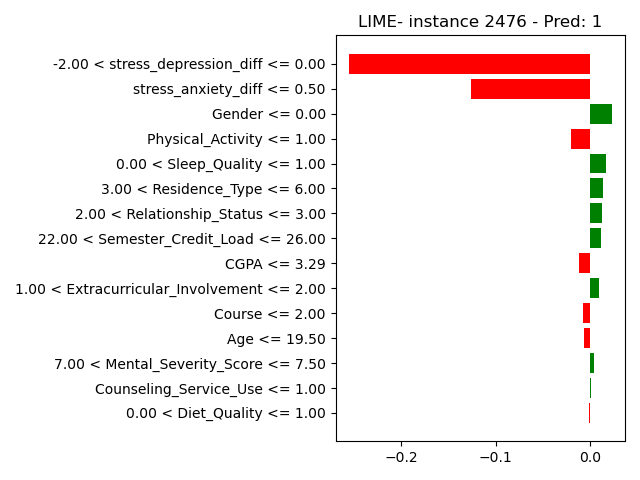 LIME- instance 2476 - Pred: 1
-2.00 < stress_depression_diff <= 0.00
stress_anxiety_diff <= 0.50
Gender <= 0.00
Physical_Activity <= 1.00
0.00 < Sleep_Quality <= 1.00
3.00 < Residence_Type <= 6.00
2.00 < Relationship_Status <= 3.00
22.00 < Semester_Credit_Load <= 26.00
CGPA <= 3.29
1.00 < Extracurricular_Involvement <= 2.00
Course <= 2.00
Age <= 19.50
7.00 < Mental_Severity_Score <= 7.50
Counseling_Service_Use <= 1.00
0.00 < Diet_Quality <= 1.00
−0.2 −0.1 0.0